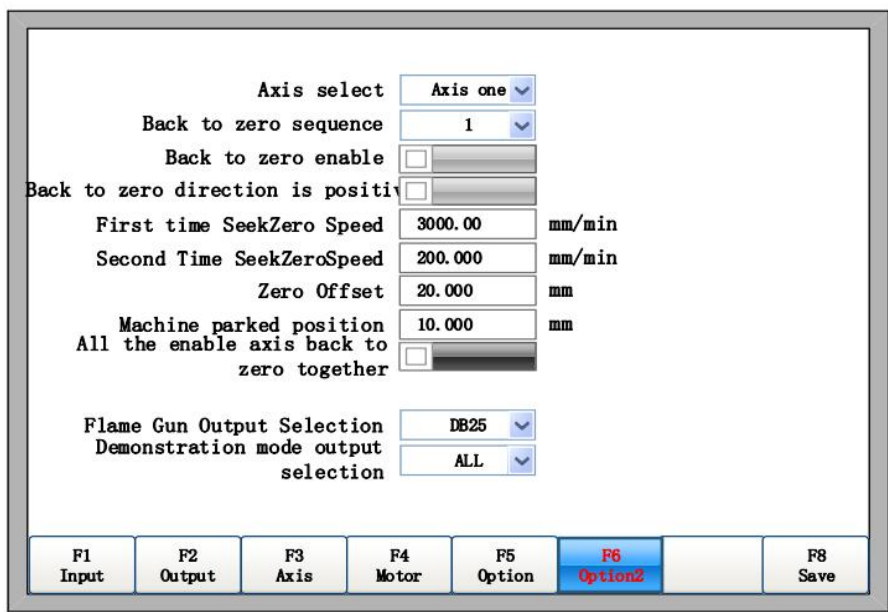 Axis select Axis one
Back to zero sequence 1
Back to zero enable
Back to zero direction is positiv
First time SeekZero Speed 3000.00 mm/min
Second Time SeekZeroSpeed 200.000 mm/min
Zero Offset 20.000 mm
Machine parked position 10.000 mm
All the enable axis back to
zero together
Flame Gun Output Selection DB25
Demonstration mode output
selection ALL
F1 F2 F3 F4 F5 F6 F8
Input Output Axis Motor Option Option2 Save